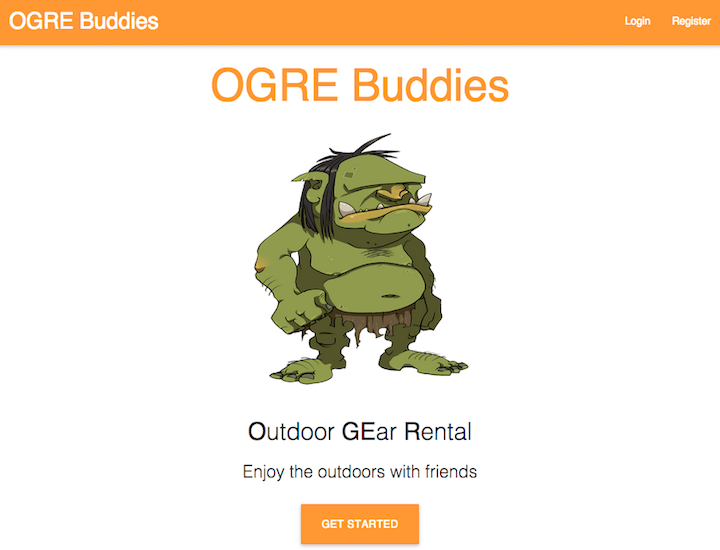 OGRE Buddies
Login Register
OGRE Buddies
Outdoor GEar Rental
Enjoy the outdoors with friends
GET STARTED